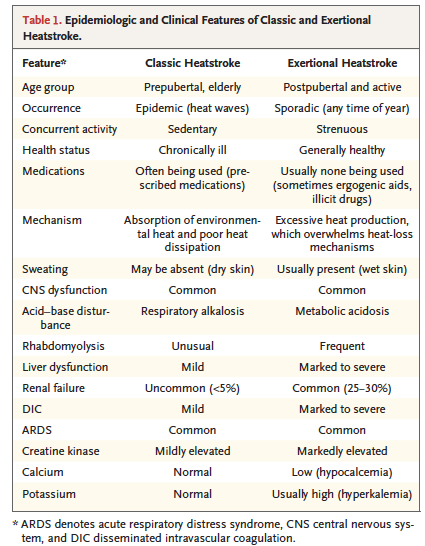 Table 1. Epidemiologic and Clinical Features of Classic and Exertional
Heatstroke.
Feature* Classic Heatstroke Exertional Heatstroke
Age group Prepubertal, elderly Postpubertal and active
Occurrence Epidemic (heat waves) Sporadic (any time of year)
Concurrent activity Sedentary Strenuous
Health status Chronically ill Generally healthy
Medications Often being used (pre- Usually none being used
scribed medications) (sometimes ergogenic aids,
illicit drugs)
Mechanism Absorption of environmen- Excessive heat production,
tal heat and poor heat which overwhelms heat-loss
dissipation mechanisms
Sweating May be absent (dry skin) Usually present (wet skin)
CNS dysfunction Common Common
Acid–base distur- Respiratory alkalosis Metabolic acidosis
bance
Rhabdomyolysis Unusual Frequent
Liver dysfunction Mild Marked to severe
Renal failure Uncommon (<5%) Common (25–30%)
DIC Mild Marked to severe
ARDS Common Common
Creatine kinase Mildly elevated Markedly elevated
Calcium Normal Low (hypocalcemia)
Potassium Normal Usually high (hyperkalemia)
* ARDS denotes acute respiratory distress syndrome, CNS central nervous sys-
tem, and DIC disseminated intravascular coagulation.